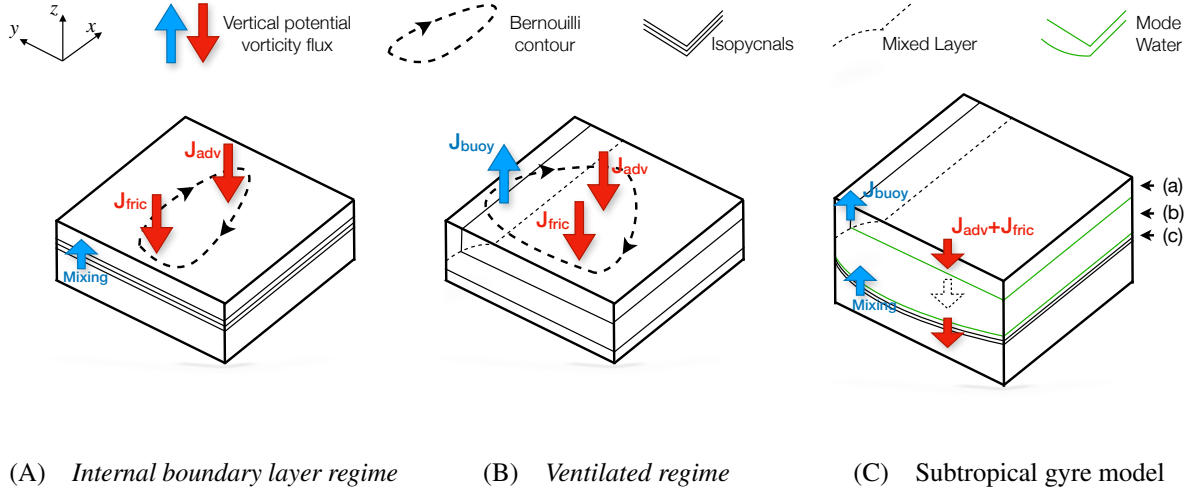 z
y
x
Vertical potential
vorticity flux
Bernouilli
contour
Isopycnals
Mixed Layer
Mode
Water
Jadv
Jfric
Mixing
Jbuoy
Jadv
Jfric
Jbuoy
Jadv+Jfric
Mixing
(a)
(b)
(c)
(A) Internal boundary layer regime
(B) Ventilated regime
(C) Subtropical gyre model